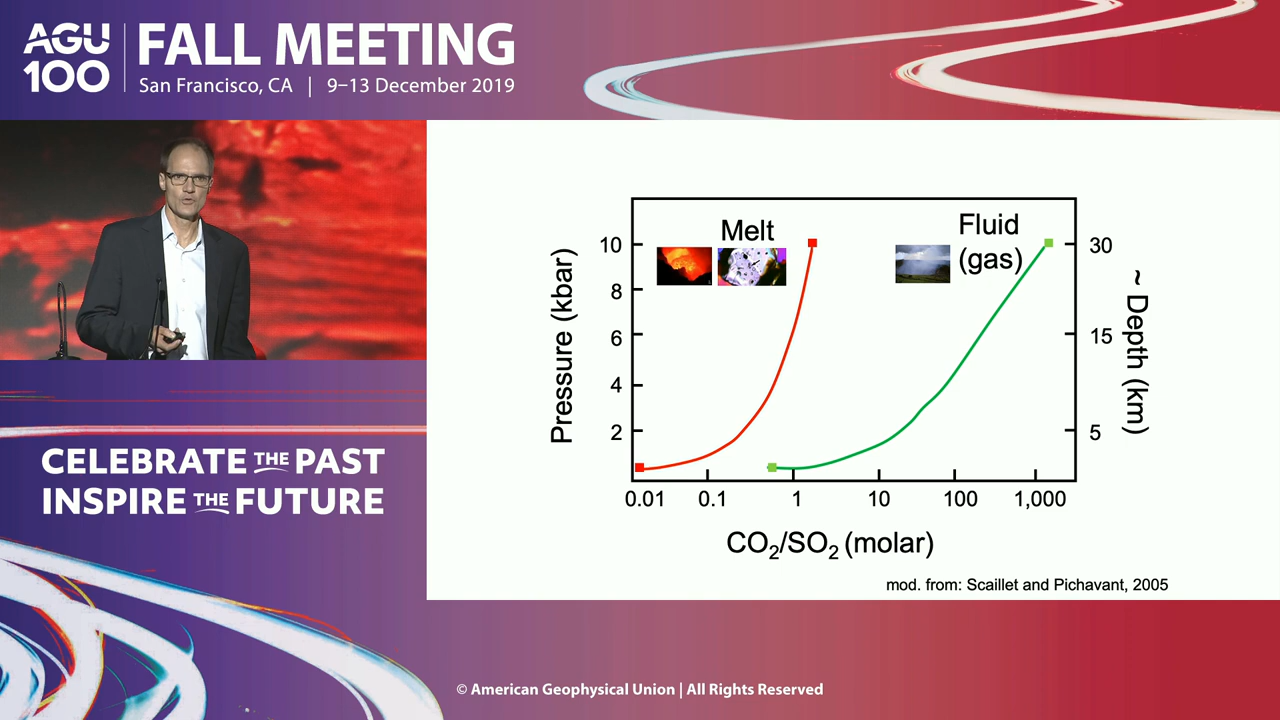 AGU
100
FALL MEETING
San Francisco, CA | 9–13 December 2019
CELEBRATE THE PAST
INSPIRE THE FUTURE
Melt
Fluid
(gas)
Pressure (kbar)
10
8
6
4
2
30
15
5
~ Depth (km)
0.01 0.1 1 10 100 1,000
CO₂/SO₂ (molar)
mod. from: Scaillet and Pichavant, 2005
© American Geophysical Union | All Rights Reserved